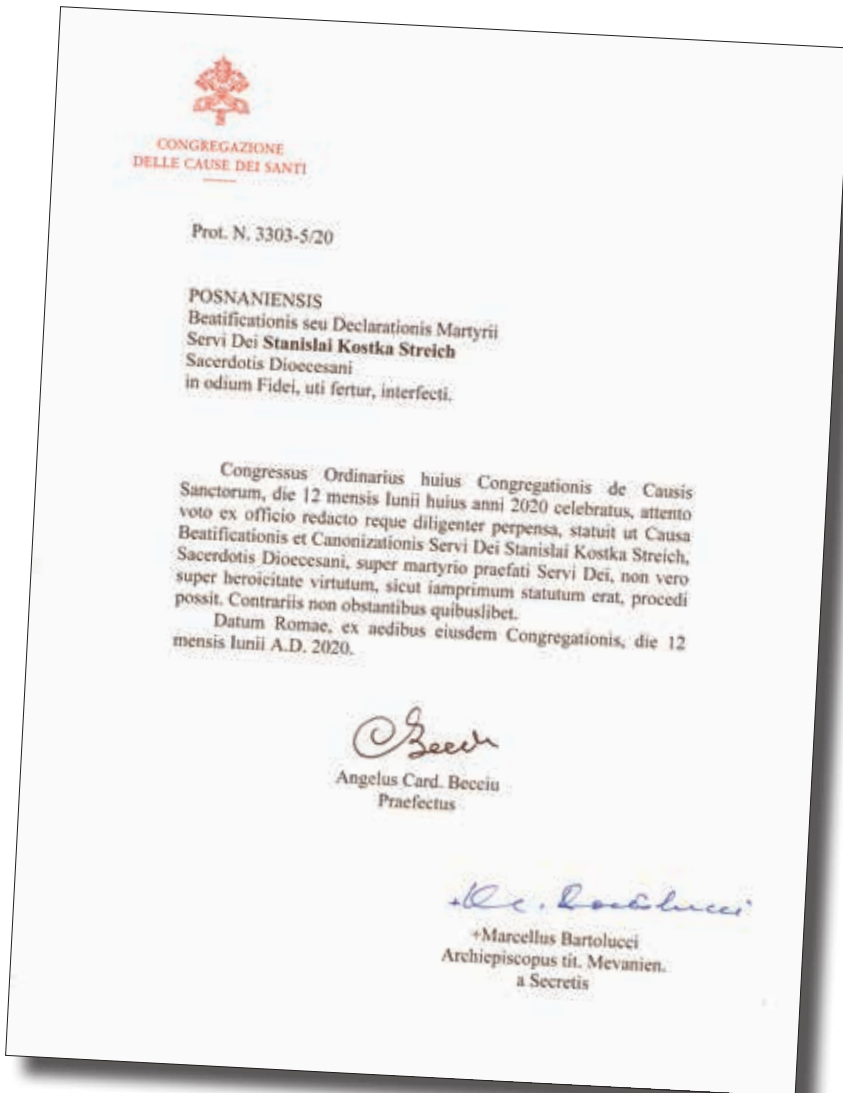 CONGREGAZIONE
DELLE CAUSE DEI SANTI
Prot. N. 3303-5/20
POSNANIENSIS
Beatificationis seu Declarationis Martyrii
Servi Dei Stanislai Kostka Streich
Sacerdotis Dioecesani
in odium Fidei, uti fertur, interfecti.
Congressus Ordinarius huius Congregationis de Causis
Sanctorum, die 12 mensis Iunii huius anni 2020 celebratus, attento
voto ex officio redacto reque diligenter perpensa, statuit ut Causa
Beatificationis et Canonizationis Servi Dei Stanislai Kostka Streich,
Sacerdotis Dioecesani, super martyrio praefati Servi Dei, non vero
super heroicitate virtutum, sicut iamprimum statutum erat, procedi
possit. Contrariis non obstantibus quibuslibet.
Datum Romae, ex aedibus eiusdem Congregationis, die 12
mensis Iunii A.D. 2020.
Angelus Card. Becciu
Praefectus
+Marcellus Bartolucci
Archiepiscopus tit. Mevanien.
a Secretis